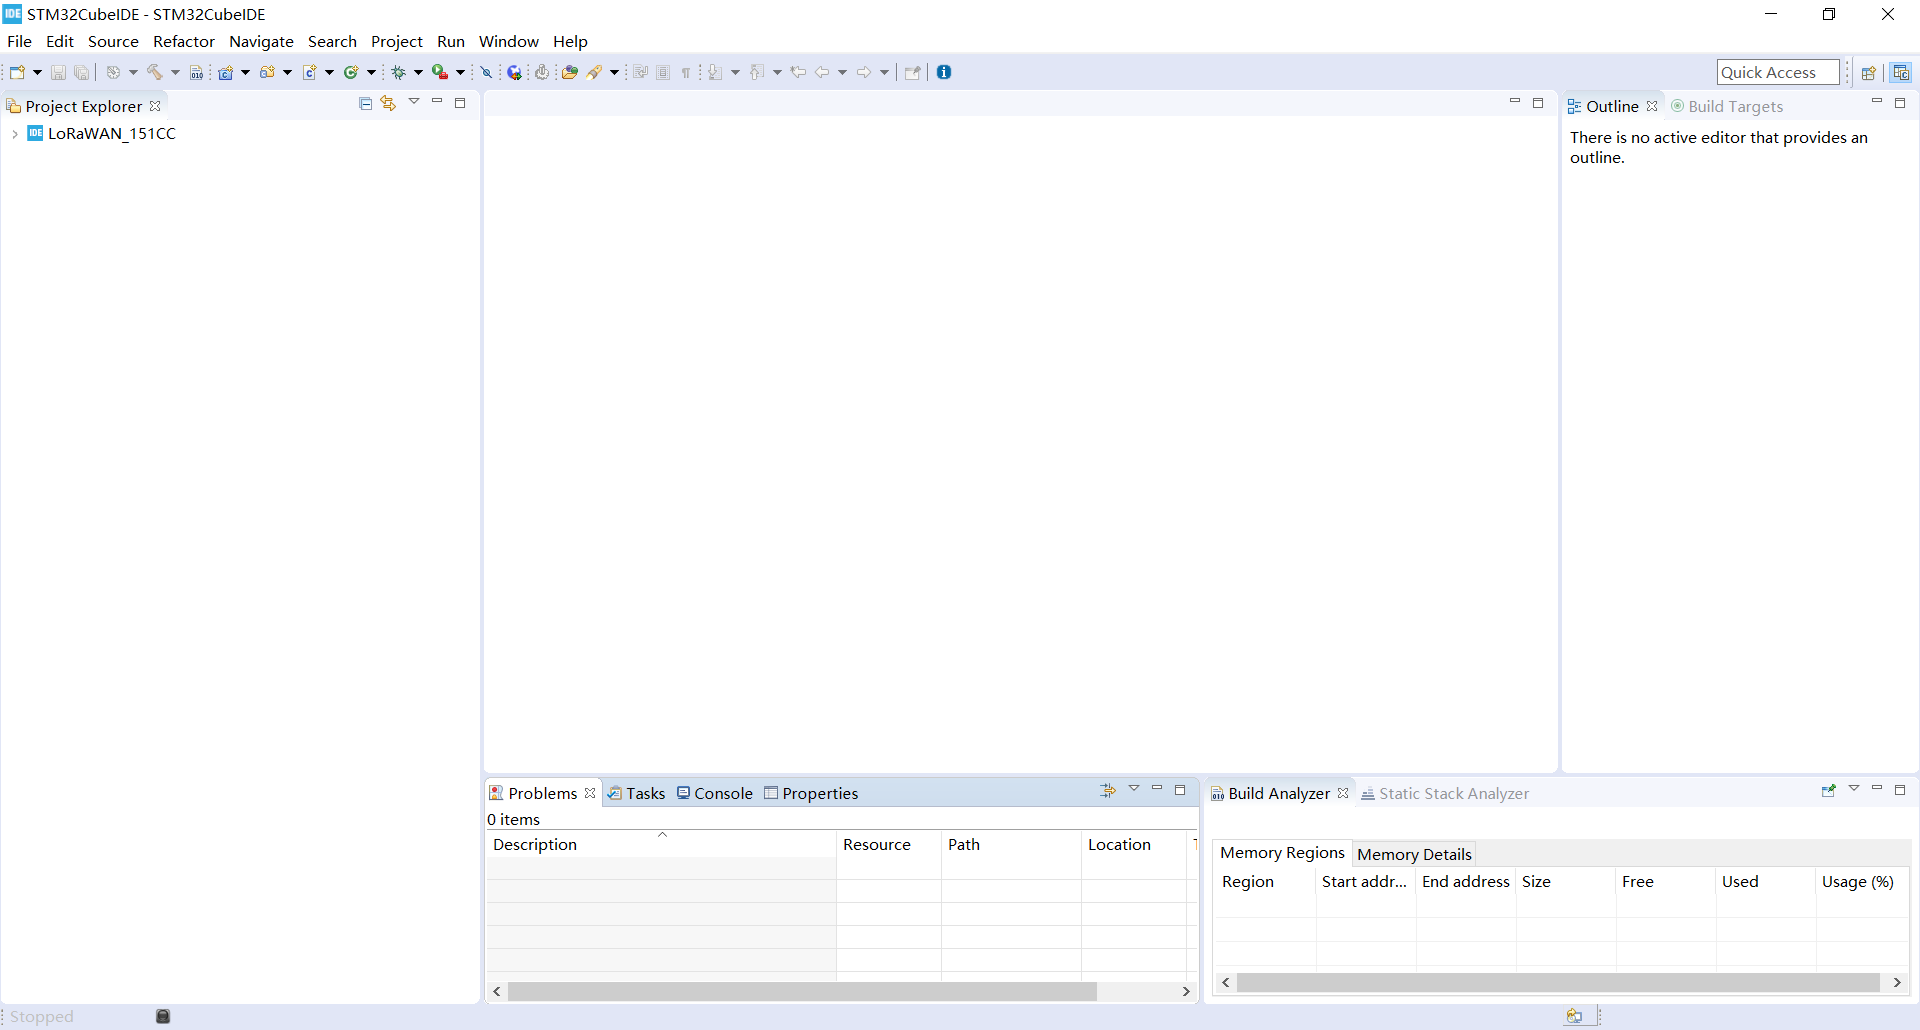 IDE STM32CubeIDE - STM32CubeIDE
File Edit Source Refactor Navigate Search Project Run Window Help
Quick Access
Project Explorer
IDE LoRaWAN_151CC
Outline Build Targets
There is no active editor that provides an
outline.
Problems Tasks Console Properties
0 items
Description Resource Path Location
Build Analyzer Static Stack Analyzer
Memory Regions Memory Details
Region Start addr... End address Size Free Used Usage (%)
Stopped